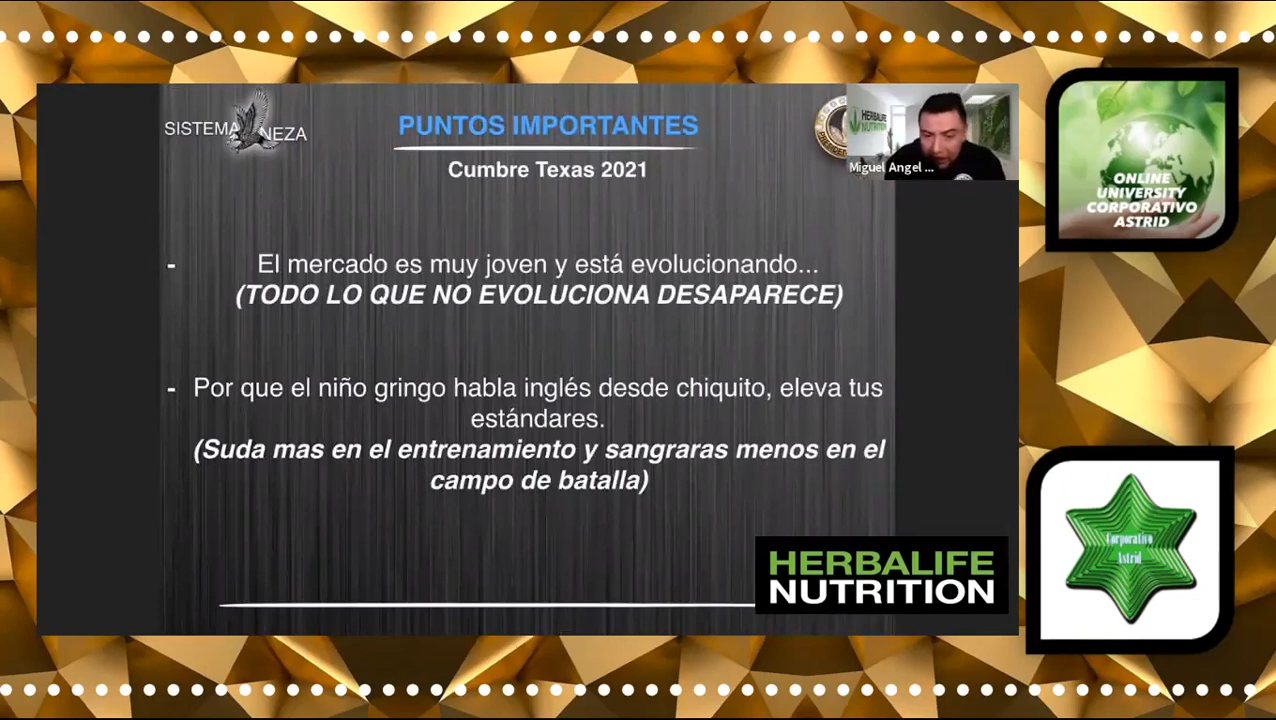 SISTEMA NEZA
PUNTOS IMPORTANTES
Cumbre Texas 2021
HERBALIFE
NUTRITION
Miguel Angel ...
ONLINE
UNIVERSITY
CORPORATIVO
ASTRID
- El mercado es muy joven y está evolucionando...
(TODO LO QUE NO EVOLUCIONA DESAPARECE)
- Por que el niño gringo habla inglés desde chiquito, eleva tus
estándares.
(Suda mas en el entrenamiento y sangraras menos en el
campo de batalla)
HERBALIFE
NUTRITION
Corporativo
Astrid